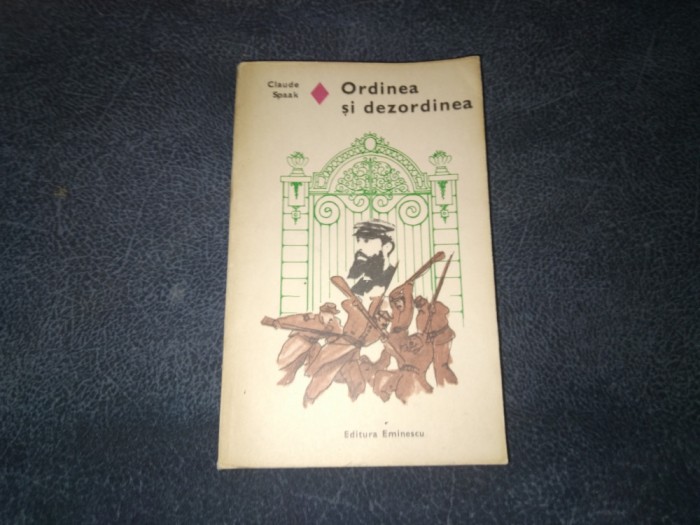 Claude
Spaak
Ordinea
și dezordinea
Editura Eminescu